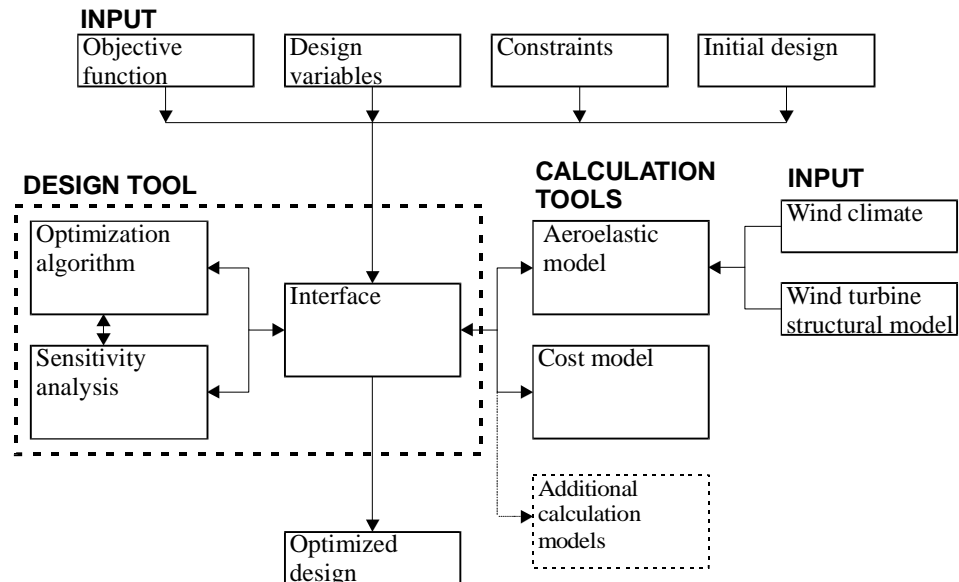 INPUT
Objective
function
Design
variables
Constraints
Initial design
DESIGN TOOL
CALCULATION
TOOLS
INPUT
Optimization
algorithm
Sensitivity
analysis
Interface
Aeroelastic
model
Cost model
Additional
calculation
models
Wind climate
Wind turbine
structural model
Optimized
design